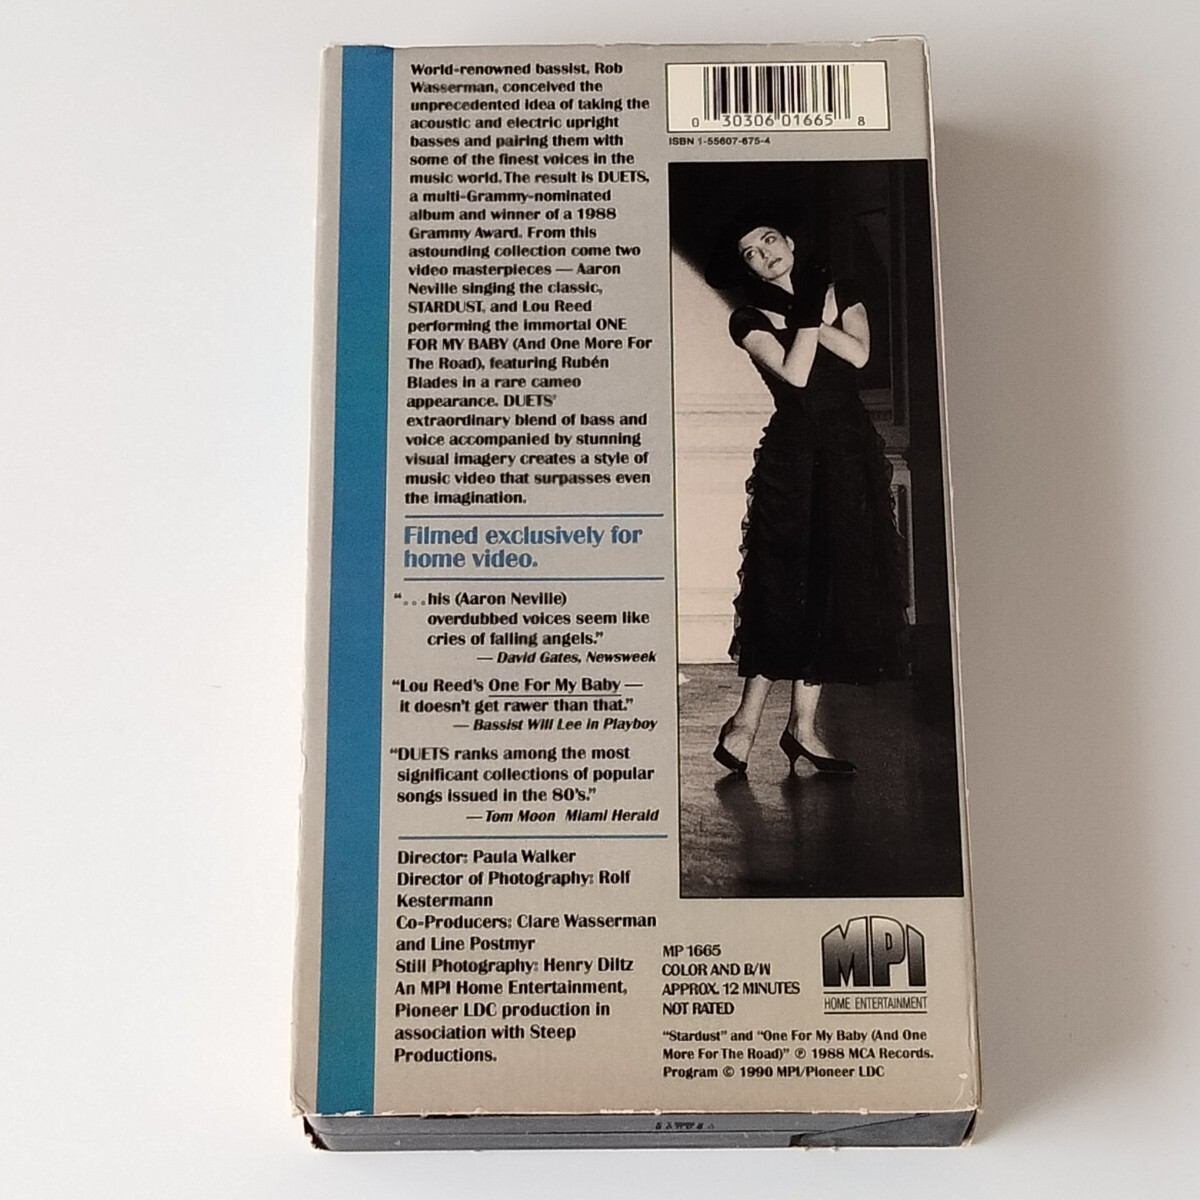 World-renowned bassist, Rob
Wasserman, conceived the
unprecedented idea of taking the
acoustic and electric upright
basses and pairing them with
some of the finest voices in the
music world. The result is DUETS,
a multi-Grammy-nominated
album and winner of a 1988
Grammy Award. From this
astounding collection come two
video masterpieces — Aaron
Neville singing the classic,
STARDUST, and Lou Reed
performing the immortal ONE
FOR MY BABY (And One More For
The Road), featuring Rubén
Blades in a rare cameo
appearance. DUETS'
extraordinary blend of bass and
voice accompanied by stunning
visual imagery creates a style of
music video that surpasses even
the imagination.
Filmed exclusively for
home video.
“...his (Aaron Neville)
overdubbed voices seem like
cries of falling angels.”
— David Gates, Newsweek
“Lou Reed's One For My Baby —
it doesn't get rawer than that.”
— Bassist Will Lee in Playboy
“DUETS ranks among the most
significant collections of popular
songs issued in the 80's.”
— Tom Moon Miami Herald
Director: Paula Walker
Director of Photography: Rolf
Kestermann
Co-Producers: Clare Wasserman
and Line Postmyr
Still Photography: Henry Diltz
An MPI Home Entertainment,
Pioneer LDC production in
association with Steep
Productions.
0 30306 01665 8
ISBN 1-55607-675-4
MP 1665
COLOR AND B/W
APPROX. 12 MINUTES
NOT RATED
MPI
HOME ENTERTAINMENT
“Stardust” and “One For My Baby (And One
More For The Road)” ℗ 1988 MCA Records.
Program © 1990 MPI/Pioneer LDC